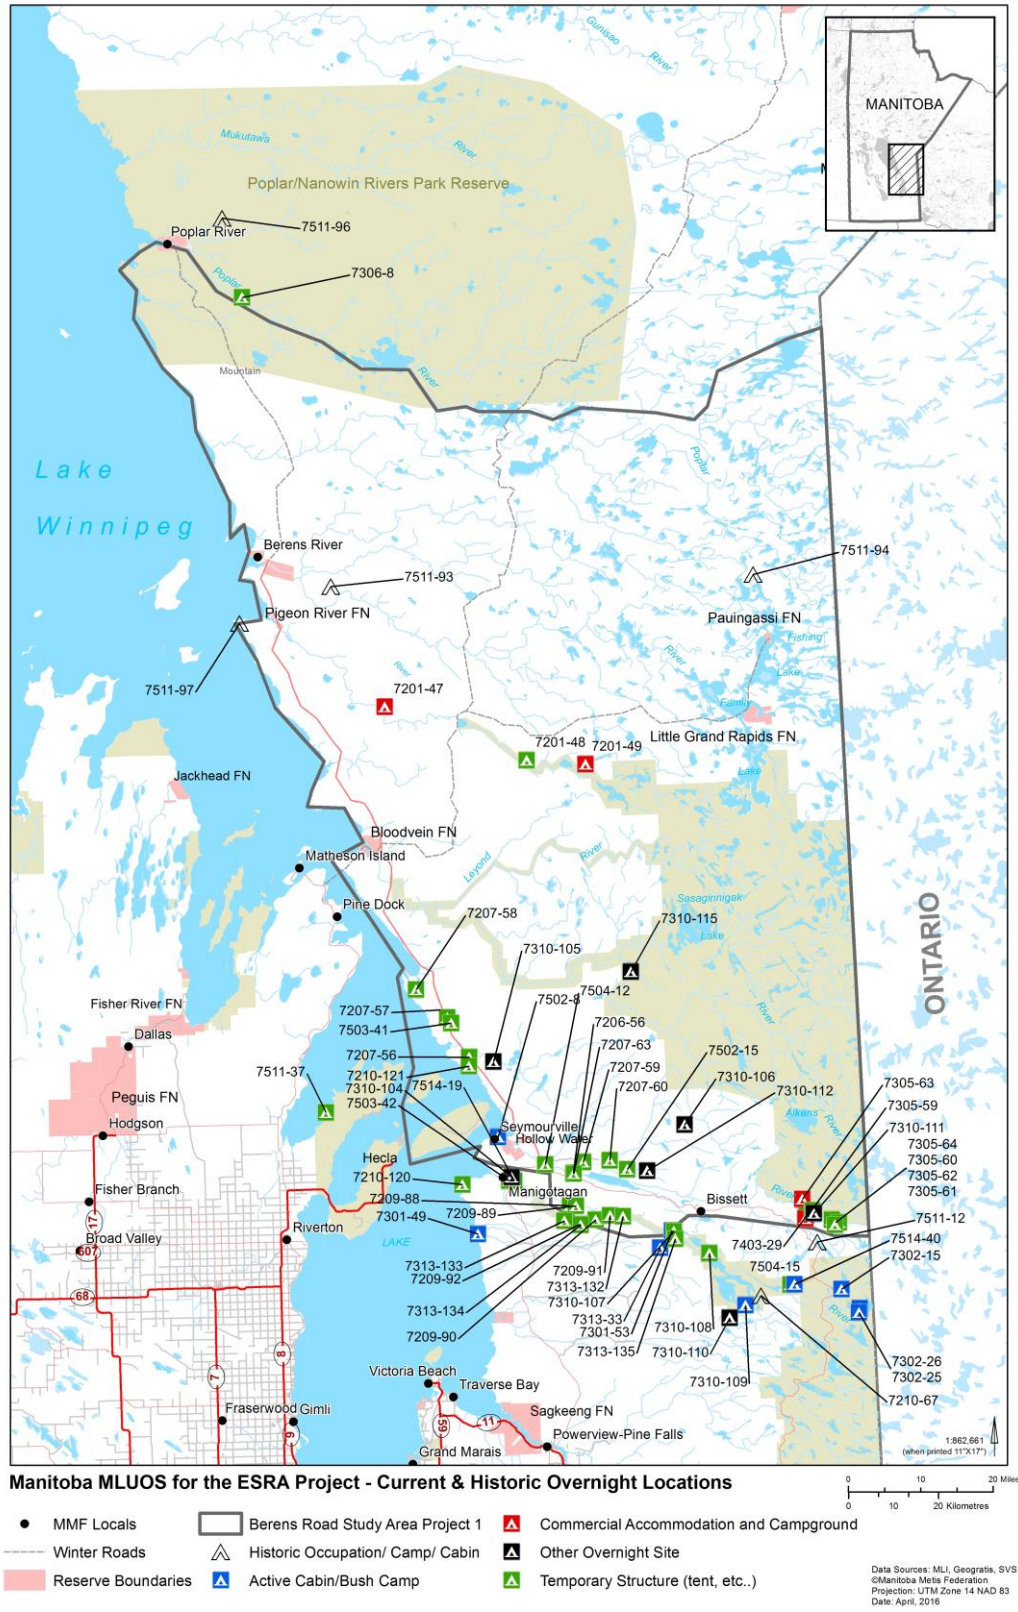 Gunisao
River
MANITOBA
Mukutawa
River
Poplar/Nanowin Rivers Park Reserve
7511-96
Poplar River
Poplar
7306-8
Mountain
River
Lake
Winnipeg
Poplar
River
Berens River
7511-94
7511-93
Pigeon River FN
Pauingassi FN
Fishing
River
Lake
7511-97
River
7201-47
Family
Little Grand Rapids FN
7201-48
7201-49
Lake
Jackhead FN
Bloodvein FN
Matheson Island
Leyond
River
Pine Dock
Sasaginnigak
Lake
ONTARIO
7207-58
7310-115
7310-105
7504-12
7502-8
Fisher River FN
7207-57
7503-41
7206-56
River
Dallas
7207-63
7207-56
7502-15
7207-59
7511-37
7210-121
7310-104
7514-19
7310-106
7207-60
7503-42
7310-112
7305-63
Peguis FN
7305-59
Aikens
River
7310-111
Hodgson
Seymourville
Hollow Water
7305-64
7305-60
7305-62
7305-61
Hecla
7210-120
Fisher Branch
Manigotagan
River
Bissett
7209-88
7209-89
7301-49
7511-12
17
Riverton
Broad Valley
607
LAKE
7403-29
7514-40
7302-15
7313-133
7209-92
7209-91
7504-15
7313-132
68
7310-107
7313-134
7313-33
7301-53
7310-108
River
7209-90
7313-135
7310-110
8
7302-26
7302-25
7
Victoria Beach
7310-109
Traverse Bay
7210-67
Fraserwood
Gimli
59
11
Sagkeeng FN
9
Powerview-Pine Falls
Grand Marais
1:862,661
(when printed 11"X17")
Manitoba MLUOS for the ESRA Project - Current & Historic Overnight Locations
0 10 20 Miles
0 10 20 Kilometres
MMF Locals
Berens Road Study Area Project 1
Commercial Accommodation and Campground
Winter Roads
Historic Occupation/ Camp/ Cabin
Other Overnight Site
Reserve Boundaries
Active Cabin/Bush Camp
Temporary Structure (tent, etc..)
Data Sources: MLI, Geogratis, SVS
©Manitoba Metis Federation
Projection: UTM Zone 14 NAD 83
Date: April, 2016